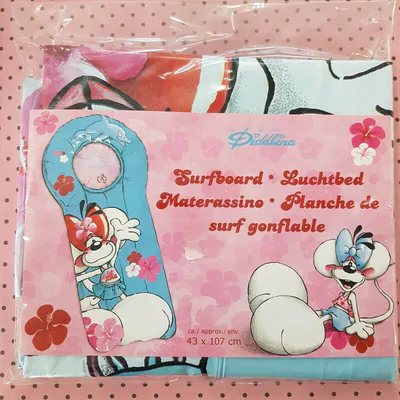 Diddlina
Surfboard · Luchtbed
Materassino · Planche de
surf gonflable
ca./ approx./ env.
43 x 107 cm